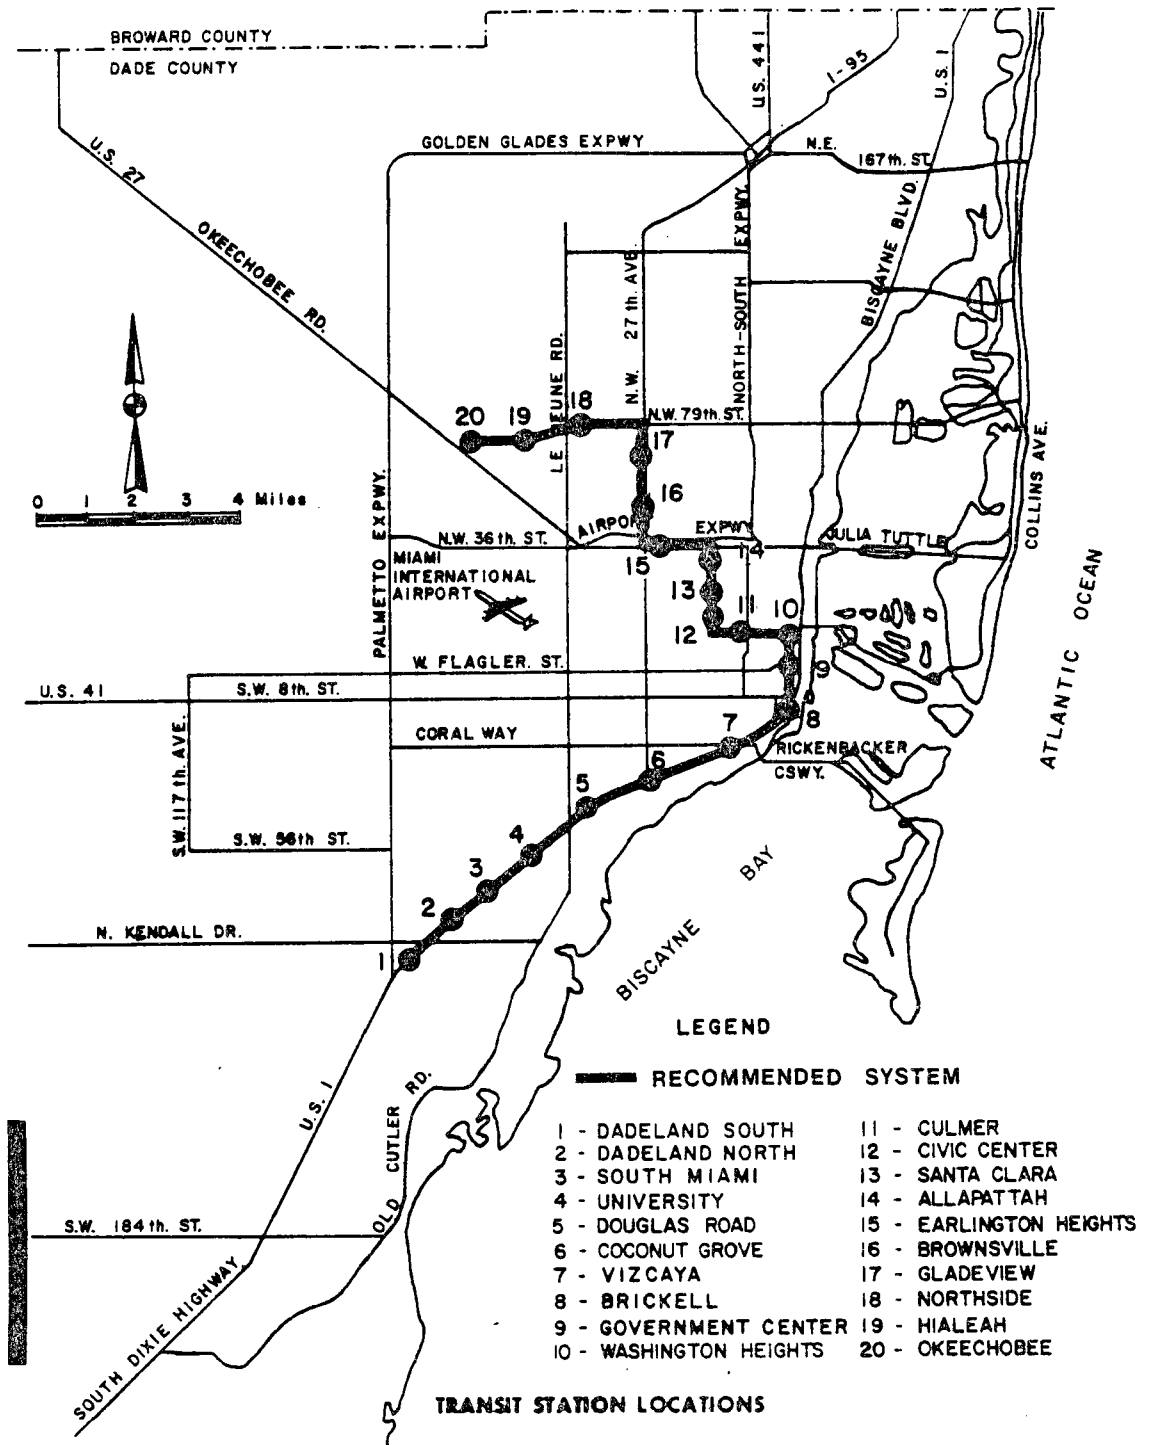 BROWARD COUNTY
DADE COUNTY
U.S. 441
I-95
U.S. 1
GOLDEN GLADES EXPWY
N.E.
167th. ST.
U.S. 27
OKEECHOBEE RD.
LE JEUNE RD.
N.W. 27th. AVE.
NORTH-SOUTH EXPWY.
BISCAYNE BLVD.
20
19
18
N.W. 79th. ST.
17
COLLINS AVE.
0 1 2 3 4 Miles
PALMETTO EXPWY.
16
N.W. 36th. ST.
AIRPORT EXPWY
JULIA TUTTLE
15
14
MIAMI
INTERNATIONAL
AIRPORT
13
12
11
10
ATLANTIC OCEAN
W. FLAGLER. ST.
9
U.S. 41
S.W. 8th. ST.
8
S.W. 117th. AVE.
CORAL WAY
7
RICKENBACKER
CSWY.
6
5
S.W. 56th ST.
4
3
2
N. KENDALL DR.
1
BISCAYNE BAY
U.S. 1
OLD CUTLER RD.
S.W. 184th. ST.
SOUTH DIXIE HIGHWAY
LEGEND
RECOMMENDED SYSTEM
1 - DADELAND SOUTH
2 - DADELAND NORTH
3 - SOUTH MIAMI
4 - UNIVERSITY
5 - DOUGLAS ROAD
6 - COCONUT GROVE
7 - VIZCAYA
8 - BRICKELL
9 - GOVERNMENT CENTER
10 - WASHINGTON HEIGHTS
11 - CULMER
12 - CIVIC CENTER
13 - SANTA CLARA
14 - ALLAPATTAH
15 - EARLINGTON HEIGHTS
16 - BROWNSVILLE
17 - GLADEVIEW
18 - NORTHSIDE
19 - HIALEAH
20 - OKEECHOBEE
TRANSIT STATION LOCATIONS